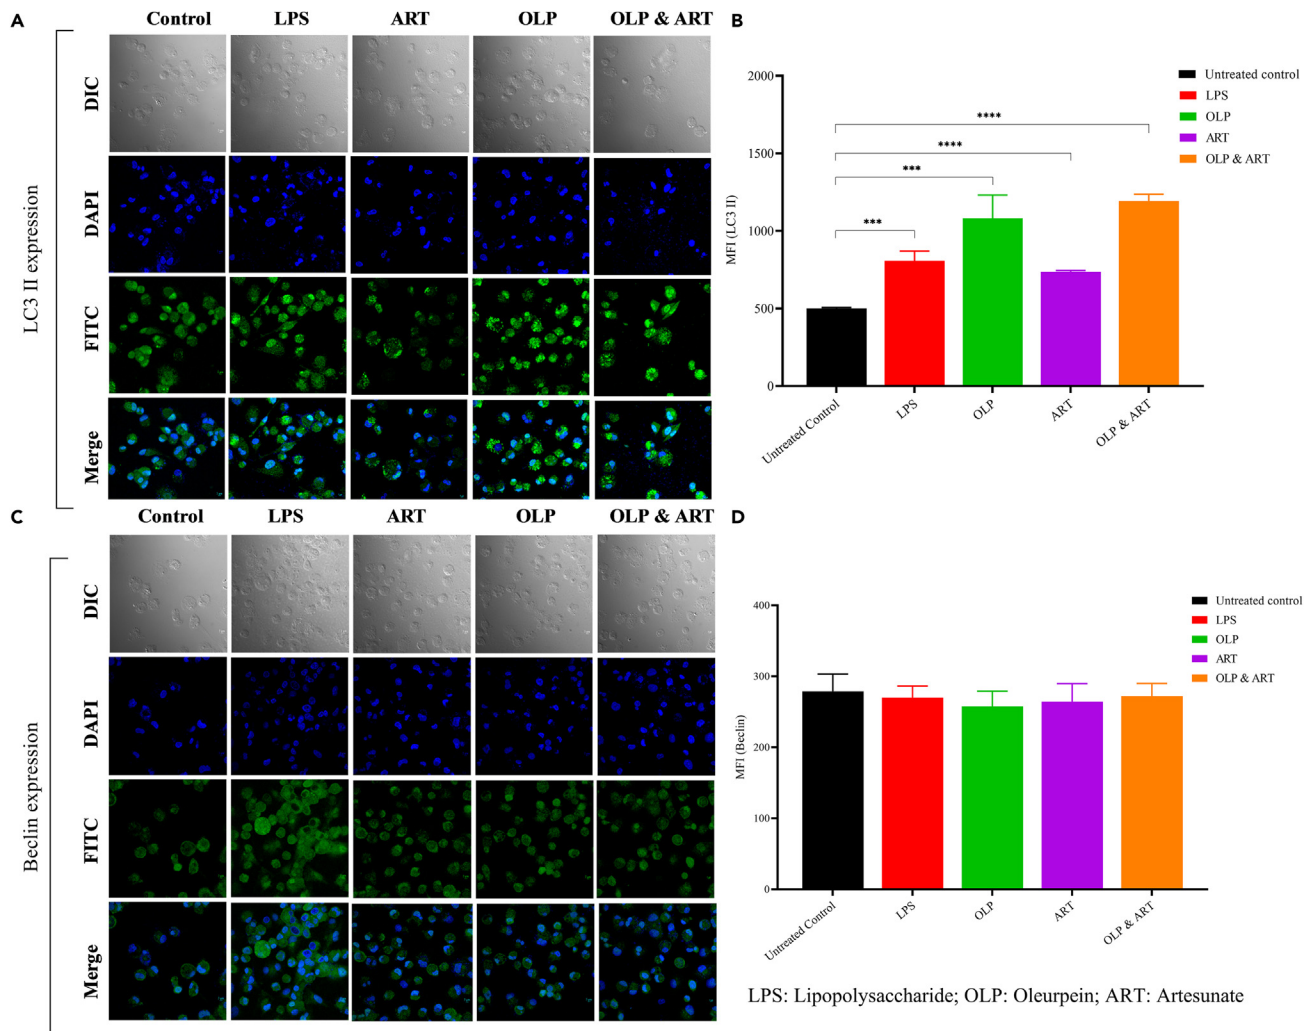 A
Control LPS ART OLP OLP & ART
LC3 II expression
DIC
DAPI
FITC
Merge
B
2000
1500
1000
500
0
MFI (LC3 II)
***
***
****
****
Untreated Control
LPS
OLP
ART
OLP & ART
Untreated control
LPS
OLP
ART
OLP & ART
C
Control LPS ART OLP OLP & ART
Beclin expression
DIC
DAPI
FITC
Merge
D
400
300
200
100
0
MFI (Beclin)
Untreated Control
LPS
OLP
ART
OLP & ART
Untreated control
LPS
OLP
ART
OLP & ART
LPS: Lipopolysaccharide; OLP: Oleurpein; ART: Artesunate